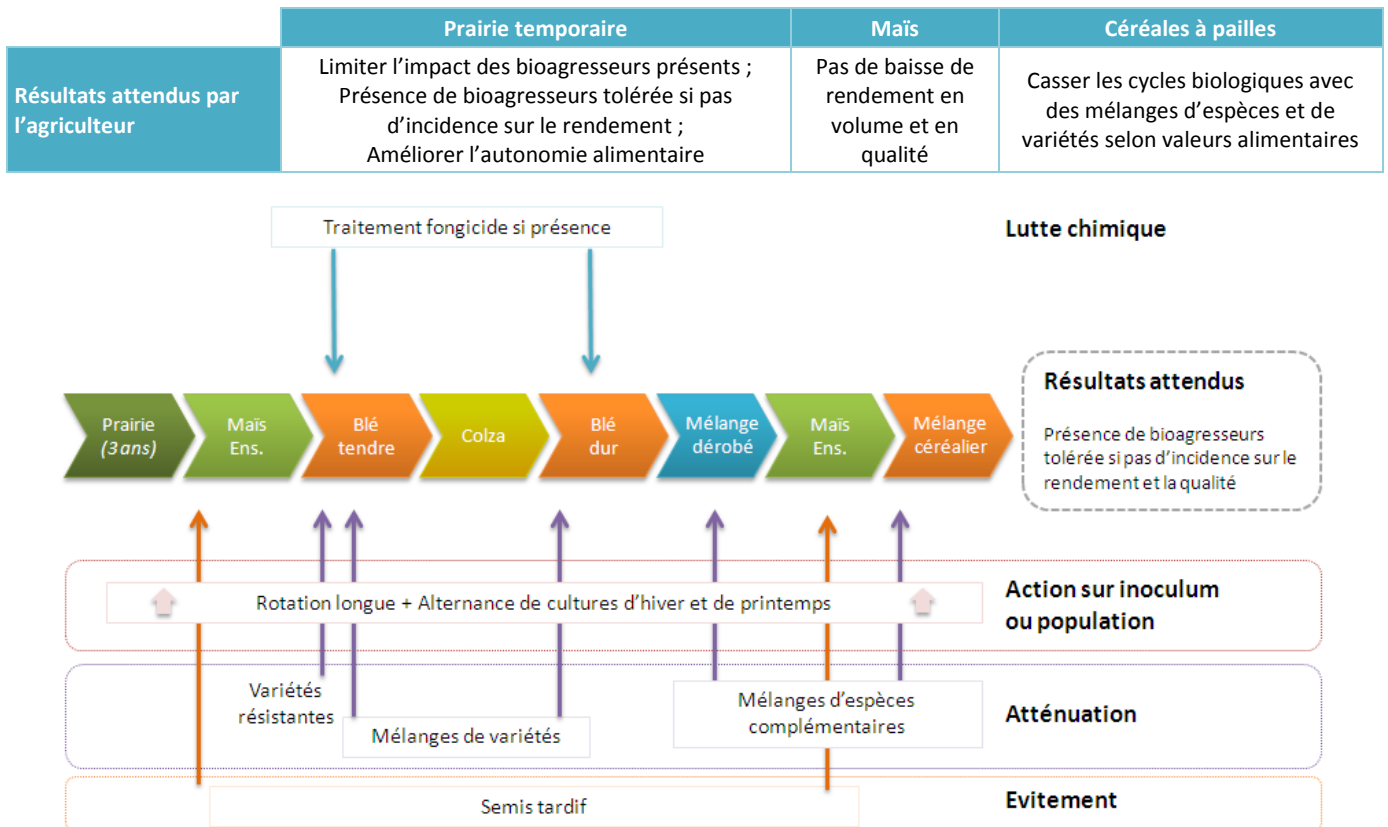 Prairie temporaire
Maïs
Céréales à pailles
Résultats attendus par
l’agriculteur
Limiter l’impact des bioagresseurs présents ;
Présence de bioagresseurs tolérée si pas
d’incidence sur le rendement ;
Améliorer l’autonomie alimentaire
Pas de baisse de
rendement en
volume et en
qualité
Casser les cycles biologiques avec
des mélanges d’espèces et de
variétés selon valeurs alimentaires
Traitement fongicide si présence
Lutte chimique
Prairie
(3 ans)
Maïs
Ens.
Blé
tendre
Colza
Blé
dur
Mélange
dérobé
Maïs
Ens.
Mélange
céréalier
Résultats attendus
Présence de bioagresseurs
tolérée si pas d’incidence sur le
rendement et la qualité
Rotation longue + Alternance de cultures d’hiver et de printemps
Action sur inoculum
ou population
Variétés
résistantes
Mélanges de variétés
Mélanges d’espèces
complémentaires
Atténuation
Semis tardif
Evitement